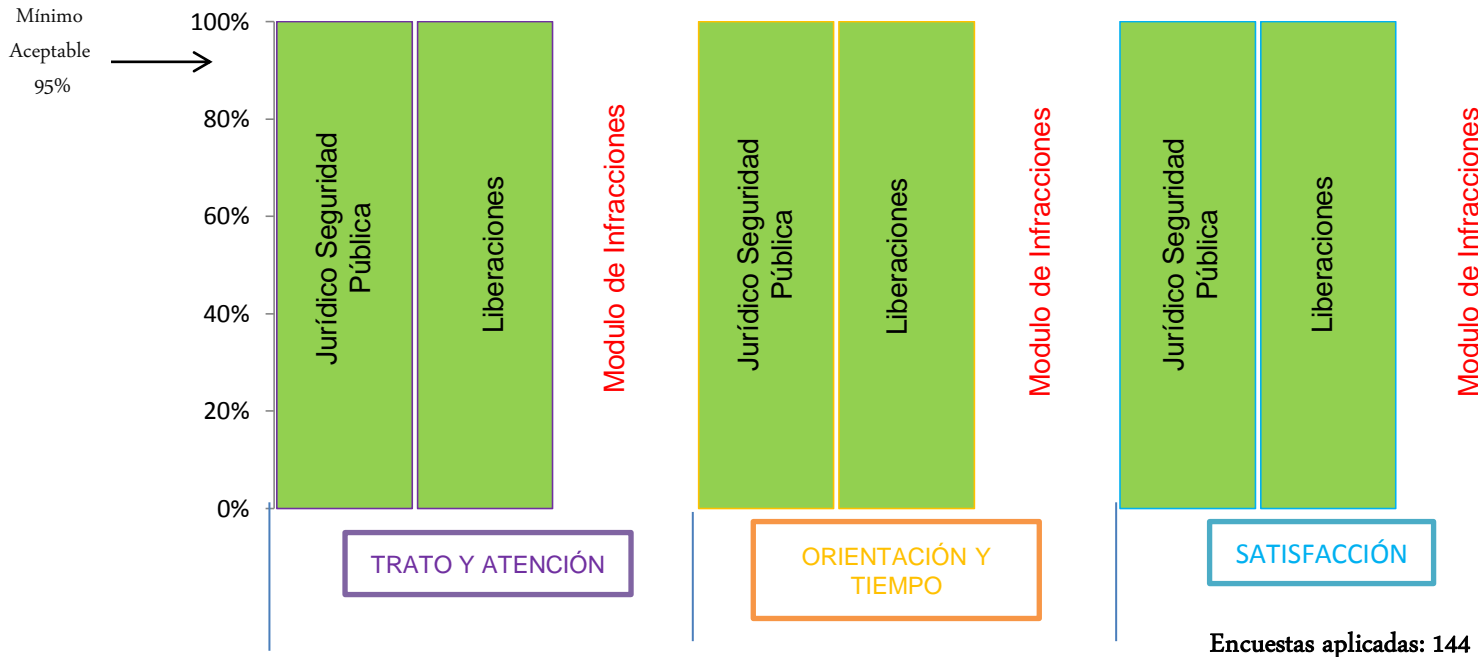 Mínimo
Aceptable
95%
100%
80%
60%
40%
20%
0%
Jurídico Seguridad
Pública
Liberaciones
Modulo de Infracciones
Jurídico Seguridad
Pública
Liberaciones
Modulo de Infracciones
Jurídico Seguridad
Pública
Liberaciones
Modulo de Infracciones
TRATO Y ATENCIÓN
ORIENTACIÓN Y
TIEMPO
SATISFACCIÓN
Encuestas aplicadas: 144